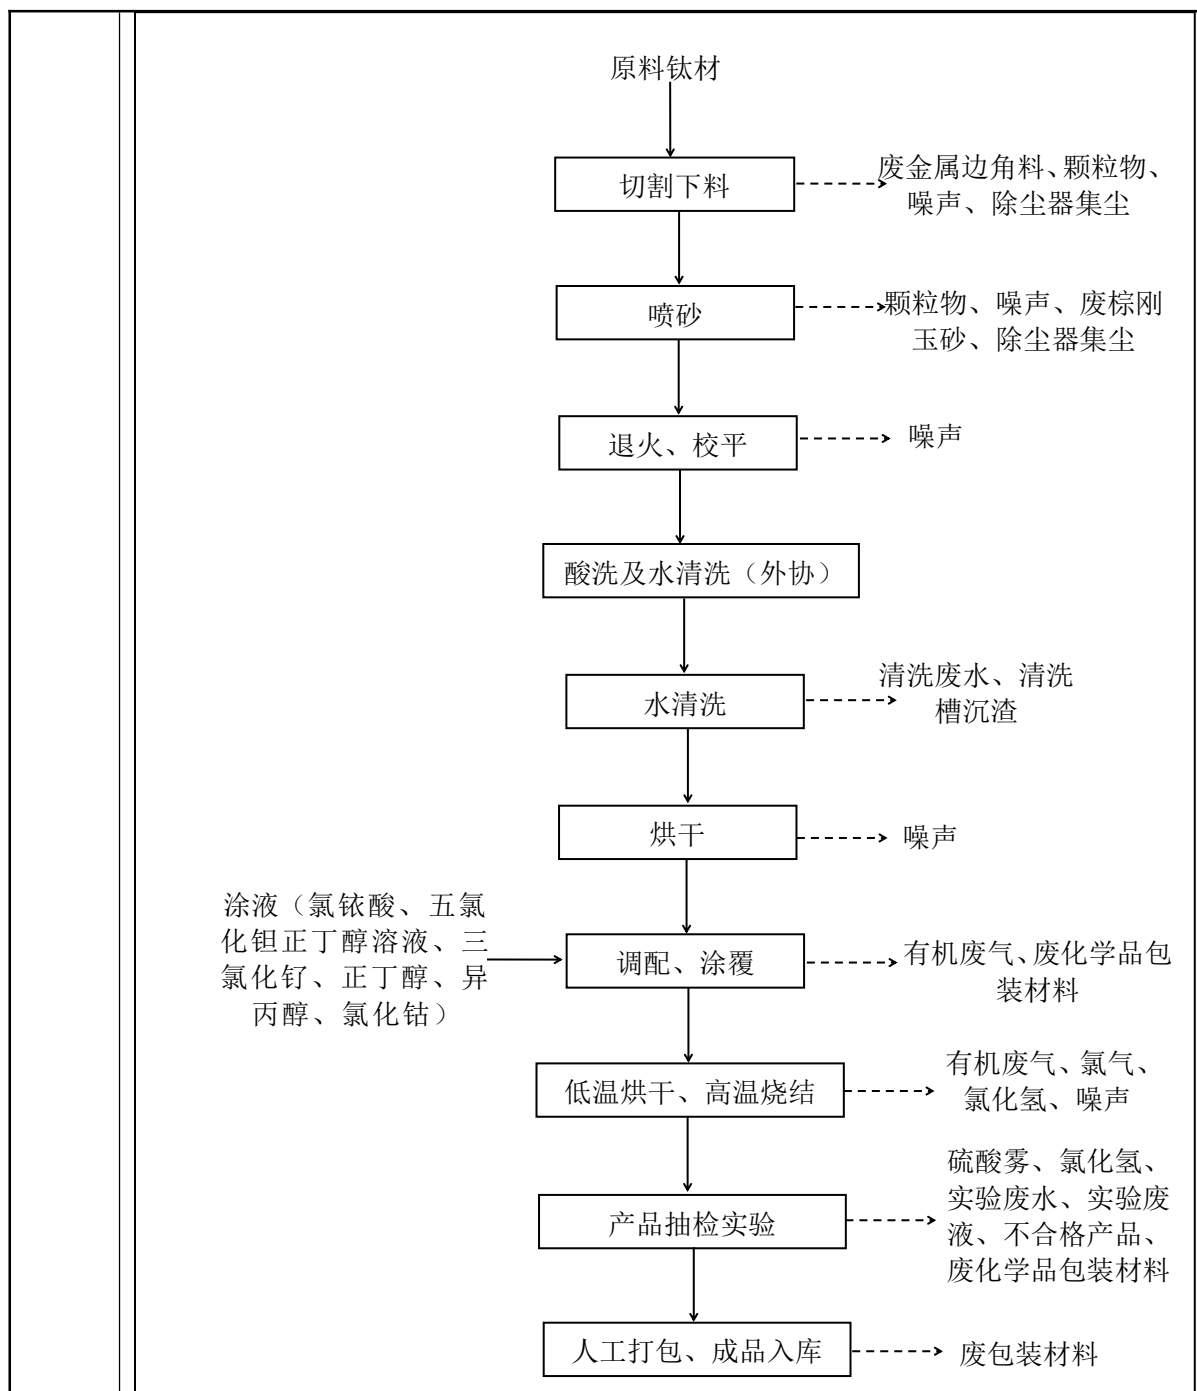 原料钛材
切割下料
废金属边角料、颗粒物、
噪声、除尘器集尘
喷砂
颗粒物、噪声、废棕刚
玉砂、除尘器集尘
退火、校平
噪声
酸洗及水清洗（外协）
水清洗
清洗废水、清洗
槽沉渣
烘干
噪声
涂液（氯铱酸、五氯
化钽正丁醇溶液、三
氯化钌、正丁醇、异
丙醇、氯化钴）
调配、涂覆
有机废气、废化学品包
装材料
低温烘干、高温烧结
有机废气、氯气、
氯化氢、噪声
产品抽检实验
硫酸雾、氯化氢、
实验废水、实验废
液、不合格产品、
废化学品包装材料
人工打包、成品入库
废包装材料